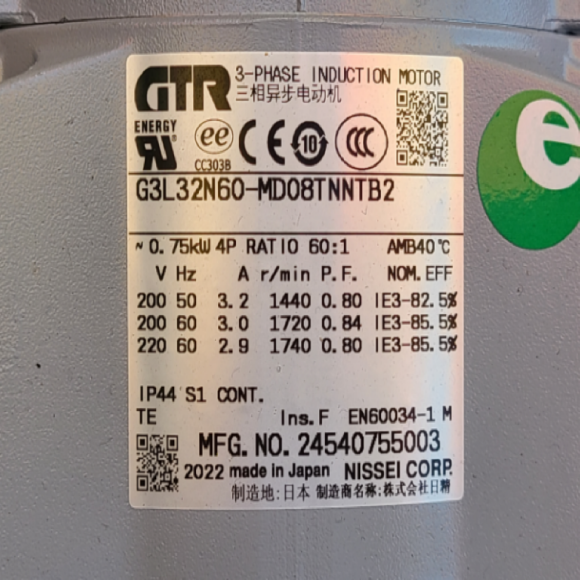 GTR 3-PHASE INDUCTION MOTOR
三相异步电动机
ENERGY
ee CE 10 CCC
CC303B
G3L32N60-MD08TNNTB2
~ 0.75kW 4P RATIO 60:1 AMB40℃
V Hz A r/min P.F. NOM.EFF
200 50 3.2 1440 0.80 IE3-82.5%
200 60 3.0 1720 0.84 IE3-85.5%
220 60 2.9 1740 0.80 IE3-85.5%
IP44 S1 CONT.
TE Ins.F EN60034-1 M
MFG.NO.24540755003
2022 made in Japan NISSEI CORP.
制造地:日本 制造商名称:株式会社日精
e